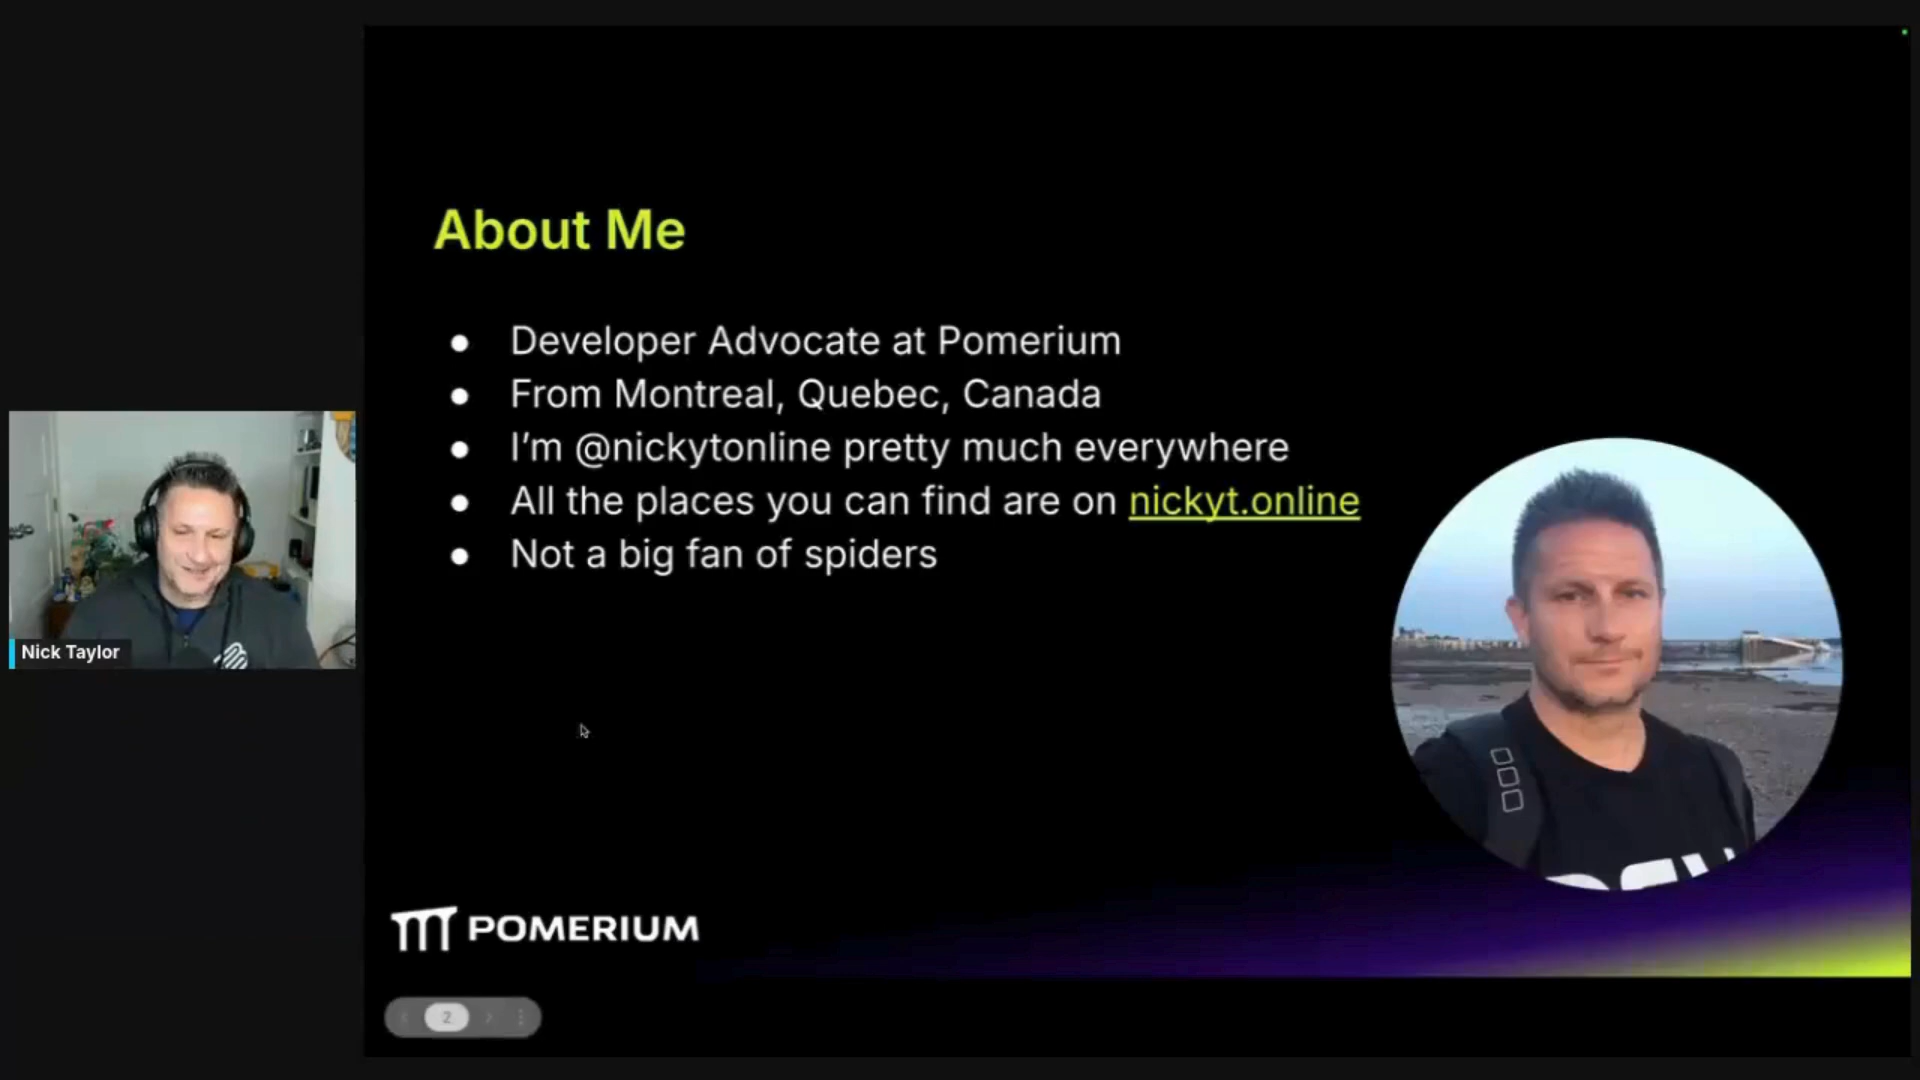 About Me
● Developer Advocate at Pomerium
● From Montreal, Quebec, Canada
● I’m @nickytonline pretty much everywhere
● All the places you can find are on nickyt.online
● Not a big fan of spiders
Nick Taylor
POMERIUM
2